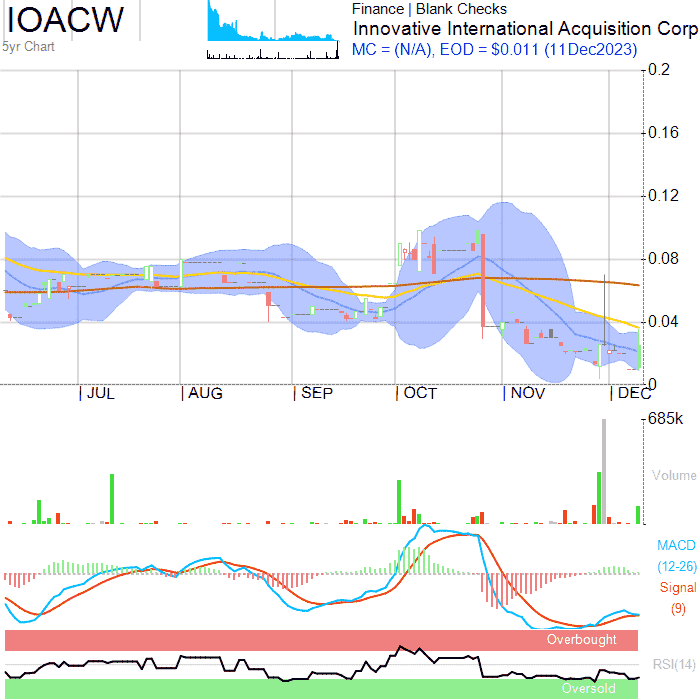 IOACW
5yr Chart
Finance | Blank Checks
Innovative International Acquisition Corp
MC = (N/A), EOD = $0.011 (11Dec2023)
0.2
0.16
0.12
0.08
0.04
0
JUL AUG SEP OCT NOV DEC
685k
Volume
MACD
(12-26)
Signal
(9)
Overbought
RSI(14)
Oversold